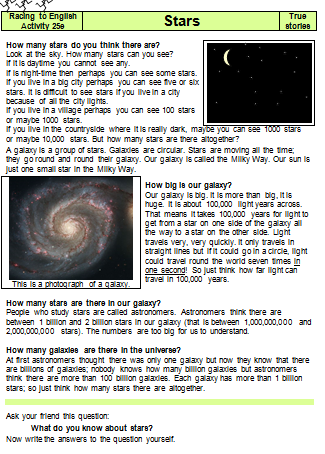 Racing to English
Activity 25e
Stars
True
stories
How many stars do you think there are?
Look at the sky. How many stars can you see?
If it is daytime you cannot see any.
If is night-time then perhaps you can see some stars.
If you live in a big city perhaps you can see five or six
stars. It is difficult to see stars if you live in a city
because of all the city lights.
If you live in a village perhaps you can see 100 stars
or maybe 1000 stars.
If you live in the countryside where it is really dark, maybe you can see 1000 stars
or maybe 10,000 stars. But how many stars are there altogether?
A galaxy is a group of stars. Galaxies are circular. Stars are moving all the time;
they go round and round their galaxy. Our galaxy is called the Milky Way. Our sun is
just one small star in the Milky Way.
How big is our galaxy?
Our galaxy is big. It is more than big, it is
huge. It is about 100,000 light years across.
That means it takes 100,000 years for light to
get from a star on one side of the galaxy all
the way to a star on the other side. Light
travels very, very quickly. It only travels in
straight lines but if it could go in a circle, light
could travel round the world seven times in
one second! So just think how far light can
travel in 100,000 years.
This is a photograph of a galaxy.
How many stars are there in our galaxy?
People who study stars are called astronomers. Astronomers think there are
between 1 billion and 2 billion stars in our galaxy (that is between 1,000,000,000 and
2,000,000,000 stars). The numbers are too big for us to understand.
How many galaxies are there in the universe?
At first astronomers thought there was only one galaxy but now they know that there
are billions of galaxies; nobody knows how many billion galaxies but astronomers
think there are more than 100 billion galaxies. Each galaxy has more than 1 billion
stars; so just think how many stars there are altogether.
Ask your friend this question:
What do you know about stars?
Now write the answers to the question yourself.